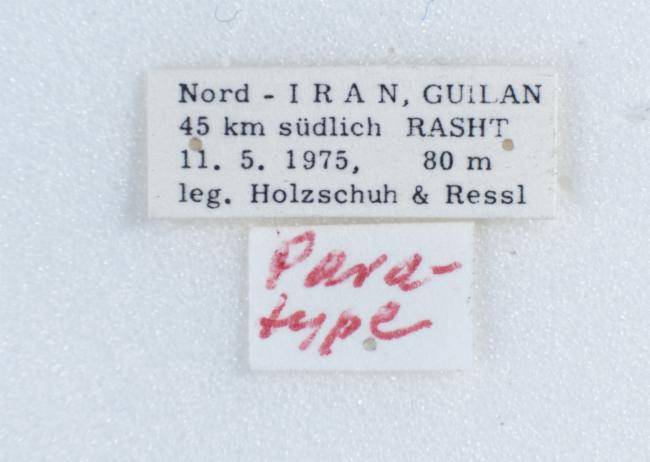 Nord - I R A N, GUILAN
45 km südlich RASHT
11. 5. 1975, 80 m
leg. Holzschuh & Ressl
Para-
type